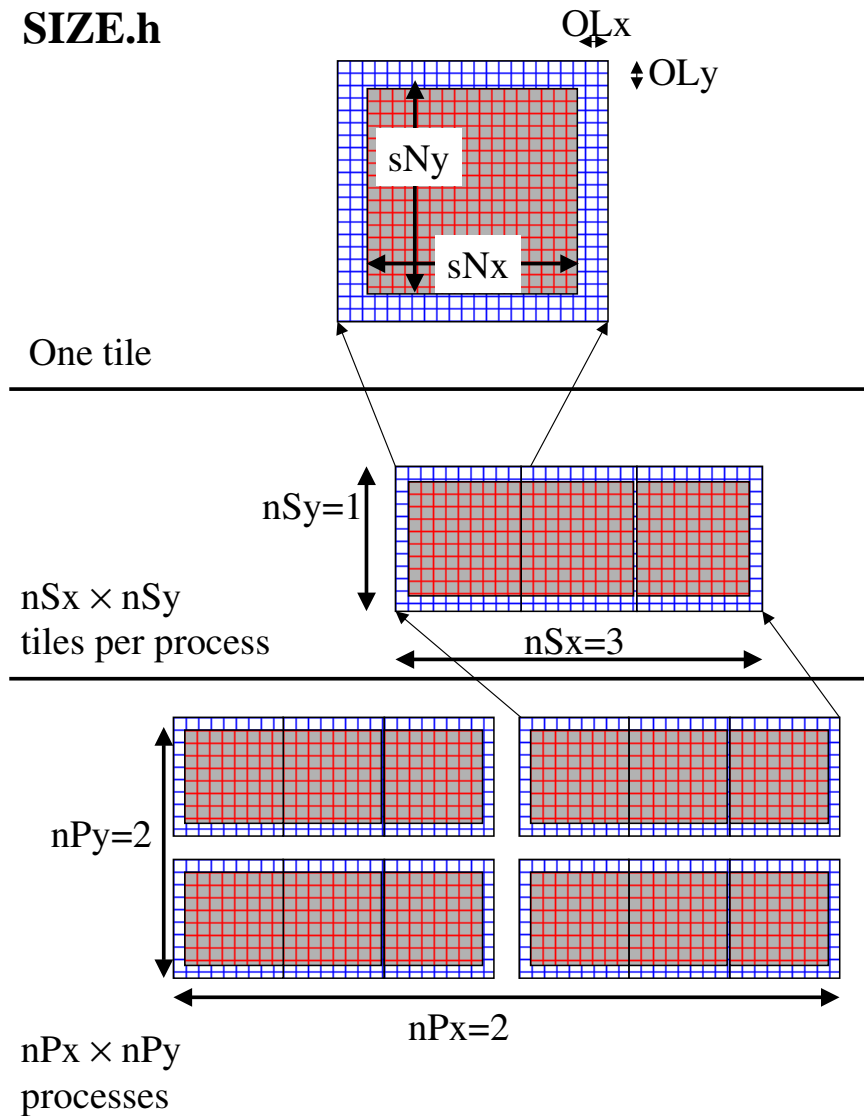 SIZE.h
OLx
OLy
sNy
sNx
One tile
nSy=1
nSx × nSy
tiles per process
nSx=3
nPy=2
nPx=2
nPx × nPy
processes